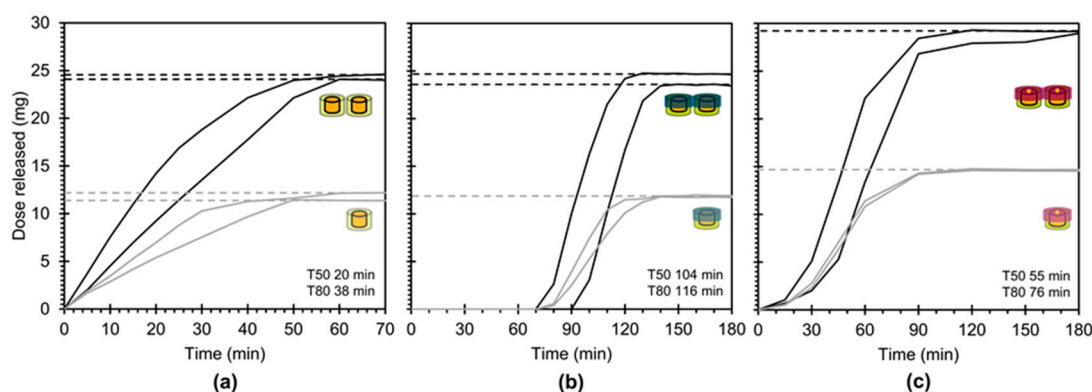 Dose released (mg)
30
25
20
15
10
5
0
T50 20 min
T80 38 min
0 10 20 30 40 50 60 70
Time (min)
(a)
T50 104 min
T80 116 min
0 30 60 90 120 150 180
Time (min)
(b)
T50 55 min
T80 76 min
0 30 60 90 120 150 180
Time (min)
(c)